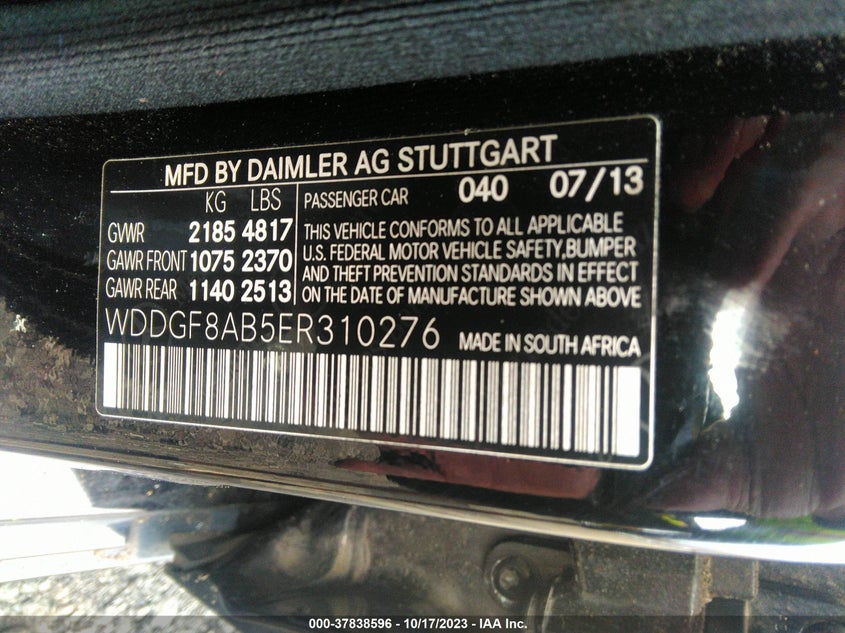 MFD BY DAIMLER AG STUTTGART
KG LBS
GVWR 2185 4817
GAWR FRONT 1075 2370
GAWR REAR 1140 2513
PASSENGER CAR 040 07/13
THIS VEHICLE CONFORMS TO ALL APPLICABLE
U.S. FEDERAL MOTOR VEHICLE SAFETY, BUMPER
AND THEFT PREVENTION STANDARDS IN EFFECT
ON THE DATE OF MANUFACTURE SHOWN ABOVE
WDDGF8AB5ER310276 MADE IN SOUTH AFRICA
000-37838596 - 10/17/2023 - IAA Inc.